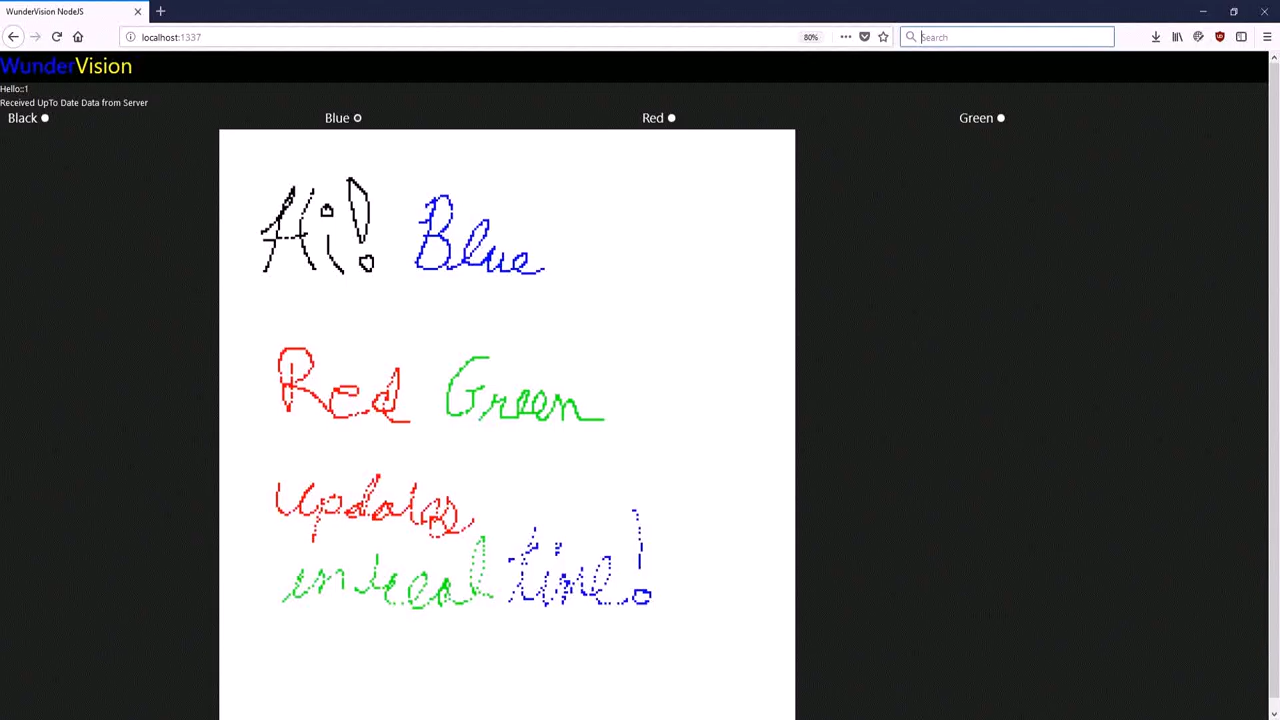 WunderVision NodeJS
localhost:1337 80% Search
WunderVision
Hello::1
Received UpTo Date Data from Server
Black Blue Red Green
Hi! Blue
Red Green
updates
in real time!